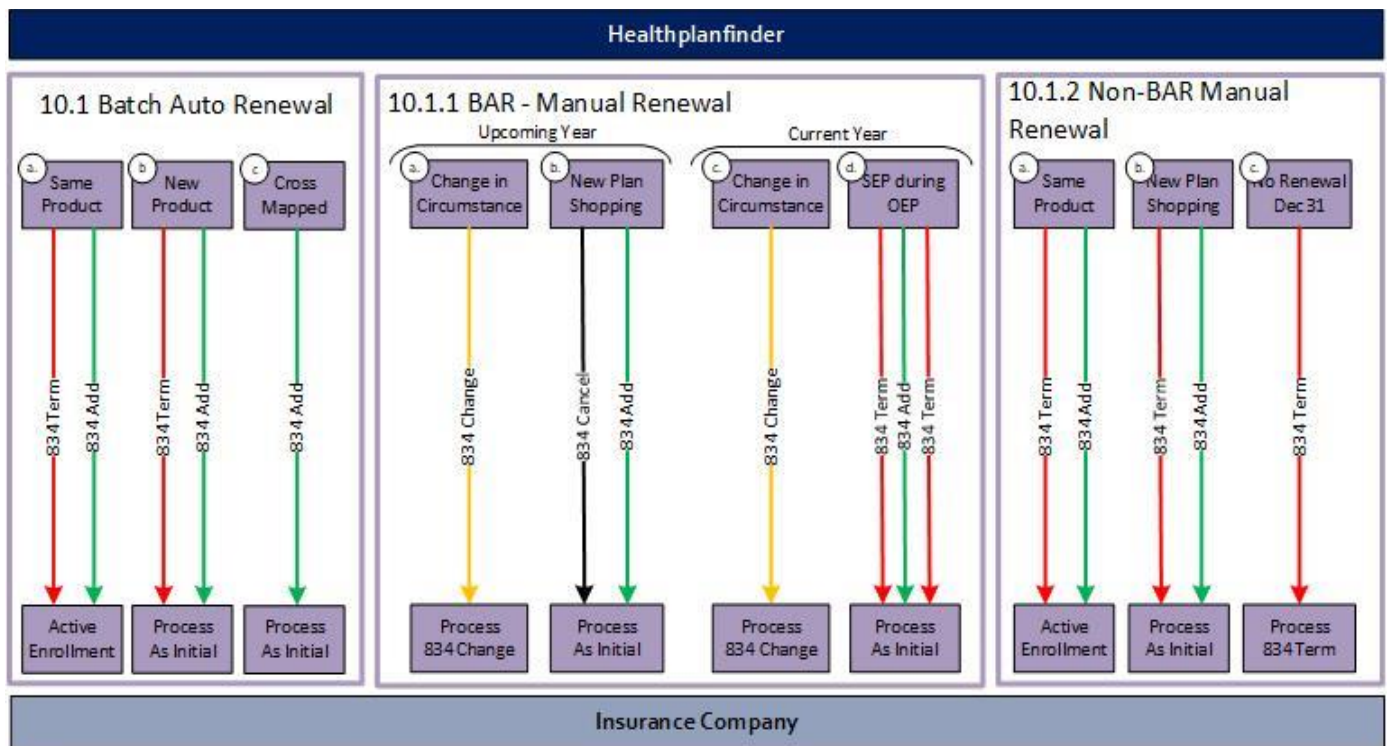 Healthplanfinder
10.1 Batch Auto Renewal
a.
Same
Product
b
New
Product
c
Cross
Mapped
834 Term
834 Add
834 Term
834 Add
834 Add
Active
Enrollment
Process
As Initial
Process
As Initial
10.1.1 BAR - Manual Renewal
Upcoming Year
Current Year
a.
Change in
Circumstance
b.
New Plan
Shopping
c.
Change in
Circumstance
d.
SEP during
OEP
834 Change
834 Cancel
834 Add
834 Change
834 Term
834 Add
834 Term
Process
834 Change
Process
As Initial
Process
834 Change
Process
As Initial
10.1.2 Non-BAR Manual
Renewal
a.
Same
Product
b.
New Plan
Shopping
c.
No Renewal
Dec 31
834 Term
834 Add
834 Term
834 Add
834 Term
Active
Enrollment
Process
As Initial
Process
834 Term
Insurance Company